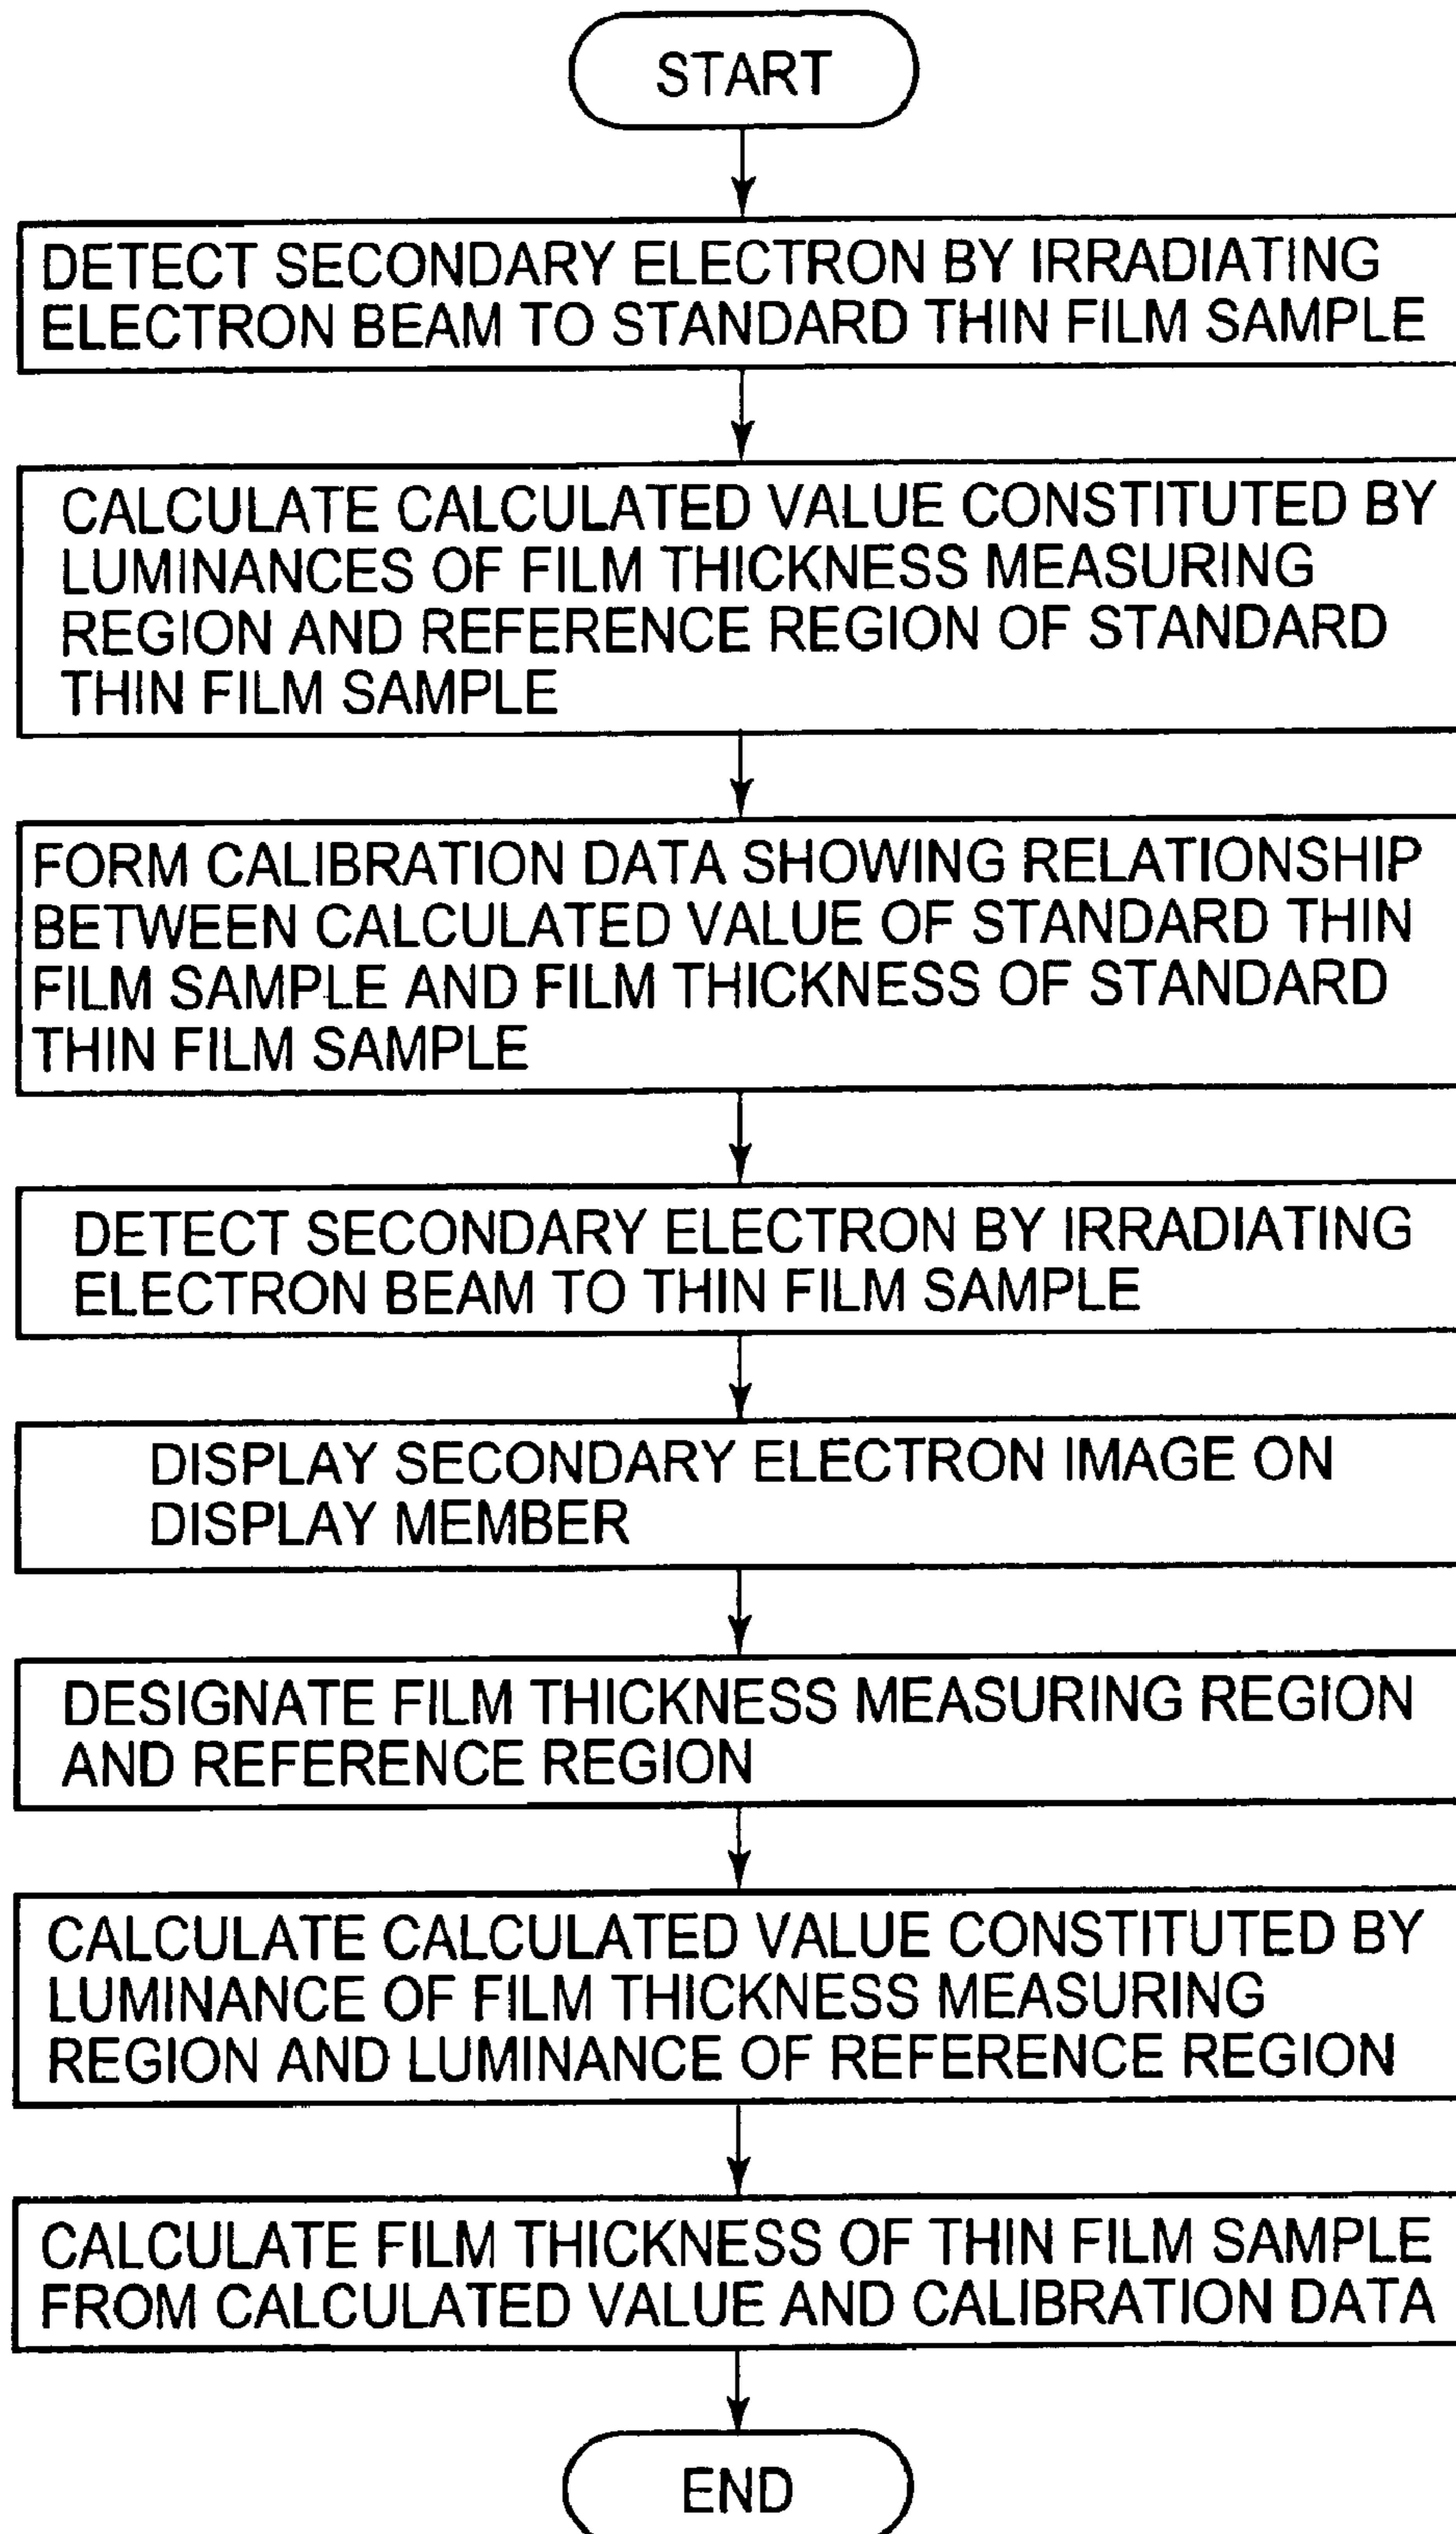 START
DETECT SECONDARY ELECTRON BY IRRADIATING
ELECTRON BEAM TO STANDARD THIN FILM SAMPLE
CALCULATE CALCULATED VALUE CONSTITUTED BY
LUMINANCES OF FILM THICKNESS MEASURING
REGION AND REFERENCE REGION OF STANDARD
THIN FILM SAMPLE
FORM CALIBRATION DATA SHOWING RELATIONSHIP
BETWEEN CALCULATED VALUE OF STANDARD THIN
FILM SAMPLE AND FILM THICKNESS OF STANDARD
THIN FILM SAMPLE
DETECT SECONDARY ELECTRON BY IRRADIATING
ELECTRON BEAM TO THIN FILM SAMPLE
DISPLAY SECONDARY ELECTRON IMAGE ON
DISPLAY MEMBER
DESIGNATE FILM THICKNESS MEASURING REGION
AND REFERENCE REGION
CALCULATE CALCULATED VALUE CONSTITUTED BY
LUMINANCE OF FILM THICKNESS MEASURING
REGION AND LUMINANCE OF REFERENCE REGION
CALCULATE FILM THICKNESS OF THIN FILM SAMPLE
FROM CALCULATED VALUE AND CALIBRATION DATA
END